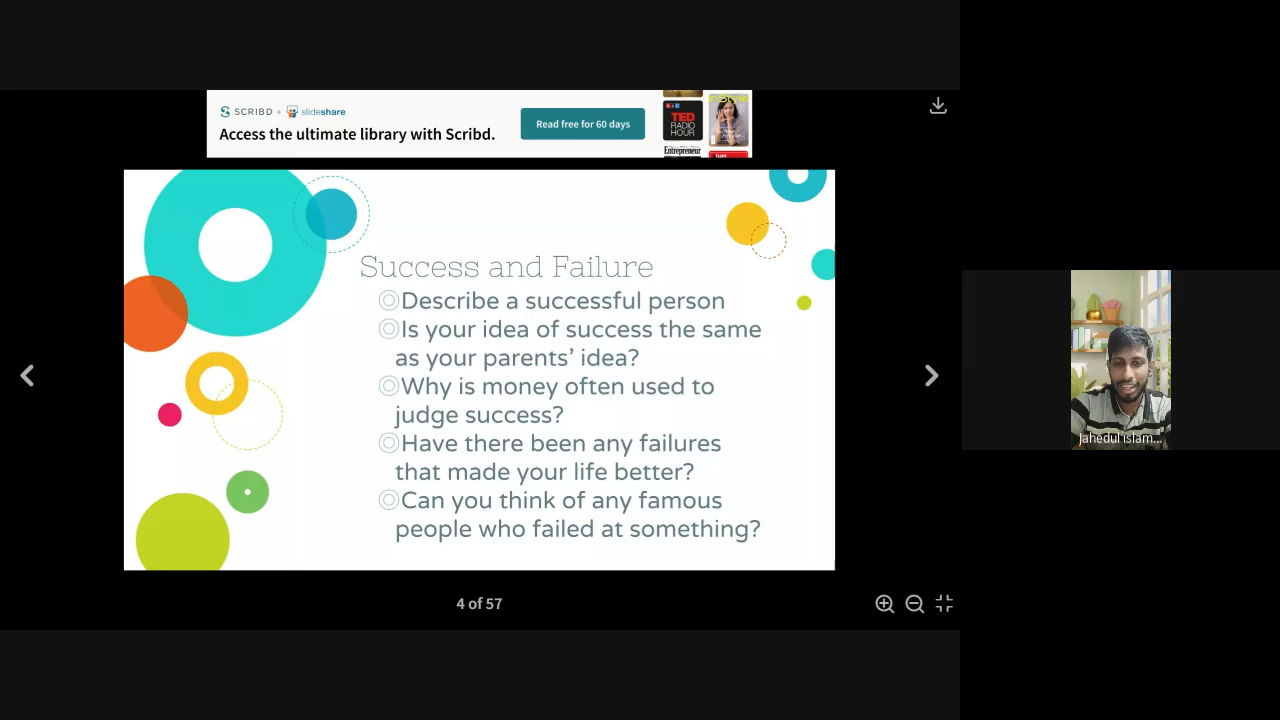 SCRIBD + slideshare
Access the ultimate library with Scribd.
Read free for 60 days
TED
RADIO
HOUR
Entrepreneur
Success and Failure
Describe a successful person
Is your idea of success the same
as your parents’ idea?
Why is money often used to
judge success?
Have there been any failures
that made your life better?
Can you think of any famous
people who failed at something?
4 of 57
Jahedul islam...